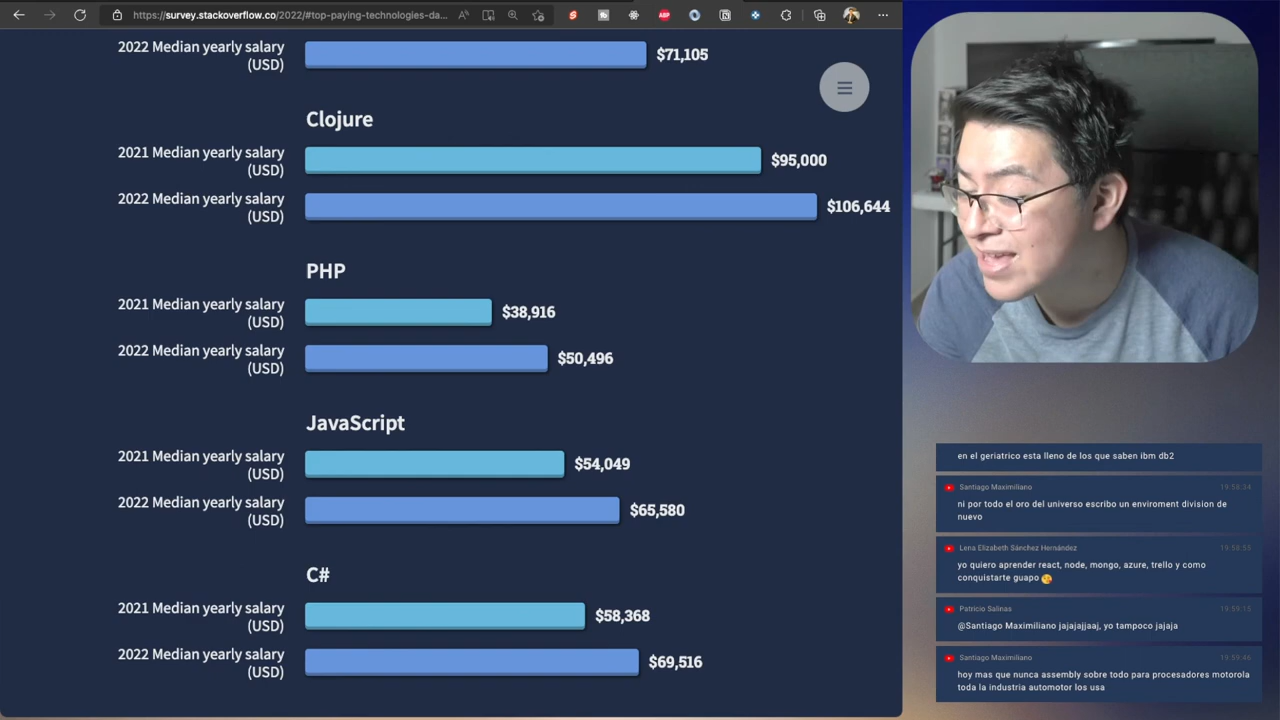 https://survey.stackoverflow.co/2022/#top-paying-technologies-da...
2022 Median yearly salary
(USD)
$71,105
Clojure
2021 Median yearly salary
(USD)
$95,000
2022 Median yearly salary
(USD)
$106,644
PHP
2021 Median yearly salary
(USD)
$38,916
2022 Median yearly salary
(USD)
$50,496
JavaScript
2021 Median yearly salary
(USD)
$54,049
2022 Median yearly salary
(USD)
$65,580
C#
2021 Median yearly salary
(USD)
$58,368
2022 Median yearly salary
(USD)
$69,516
en el geriatrico esta lleno de los que saben ibm db2
Santiago Maximiliano
ni por todo el oro del universo escribo un enviroment division de
nuevo
Lena Elizabeth Sánchez Hernández
yo quiero aprender react, node, mongo, azure, trello y como
conquistarte guapo 😘
Patricio Salinas 19:59:15
@Santiago Maximiliano jajajajjaaj, yo tampoco jajaja
Santiago Maximiliano
hoy mas que nunca assembly sobre todo para procesadores motorola
toda la industria automotor los usa